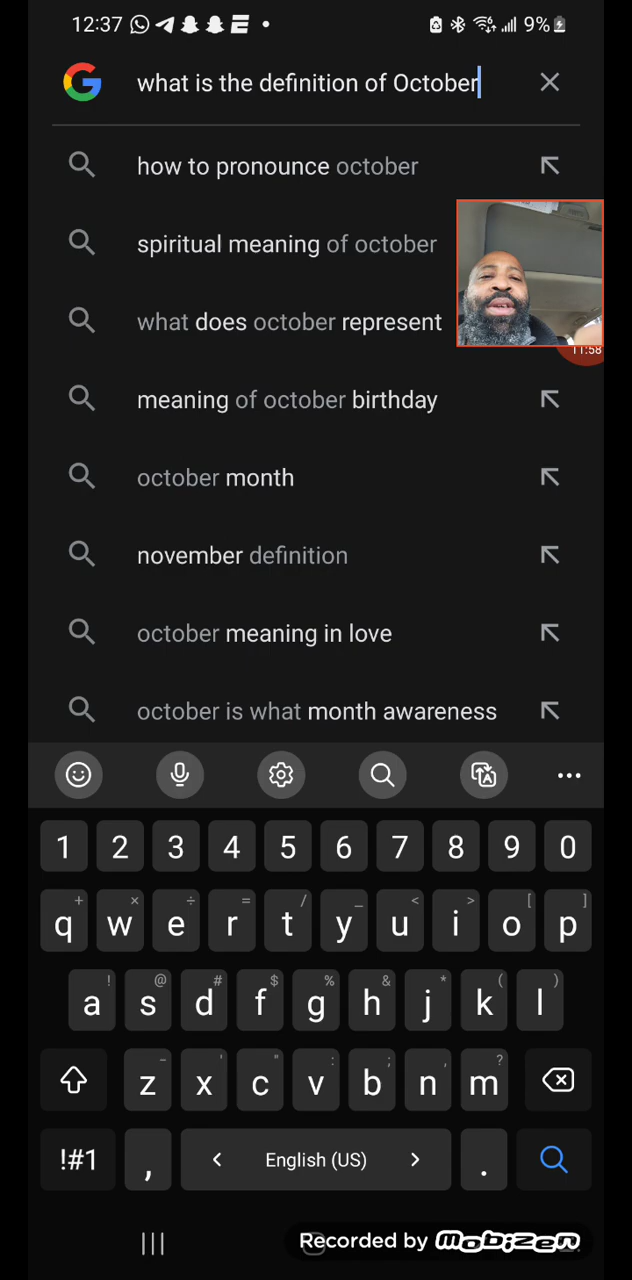 12:37 9%
what is the definition of October
how to pronounce october
spiritual meaning of october
what does october represent
11:58
meaning of october birthday
october month
november definition
october meaning in love
october is what month awareness
1 2 3 4 5 6 7 8 9 0
+ × ÷ = / _ < > [ ]
q w e r t y u i o p
! @ # $ % & * ( )
a s d f g h j k l
- ' " : ; , ?
z x c v b n m
!#1 , < English (US) > .
Recorded by mobizen